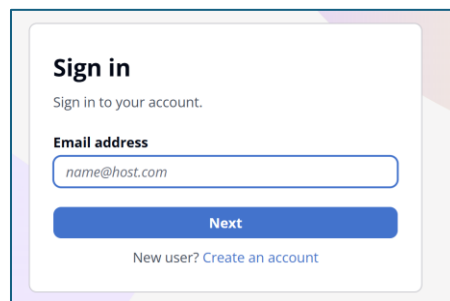 Sign in
Sign in to your account.
Email address
name@host.com
Next
New user? Create an account